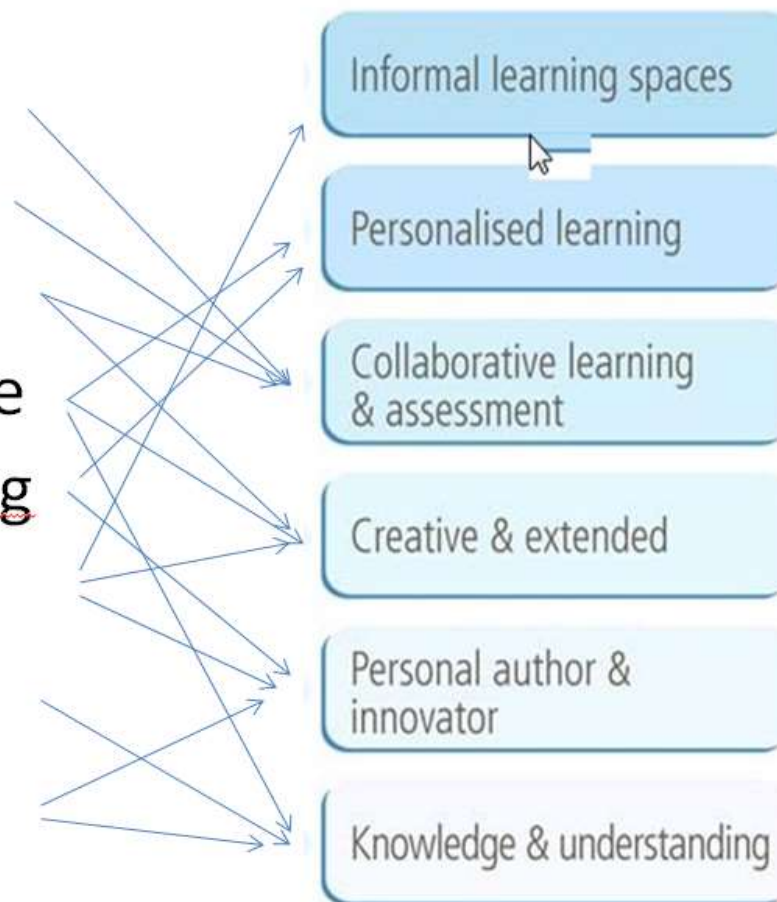 Informal learning spaces
Personalised learning
Collaborative learning
& assessment
e
g
Creative & extended
Personal author &
innovator
Knowledge & understanding